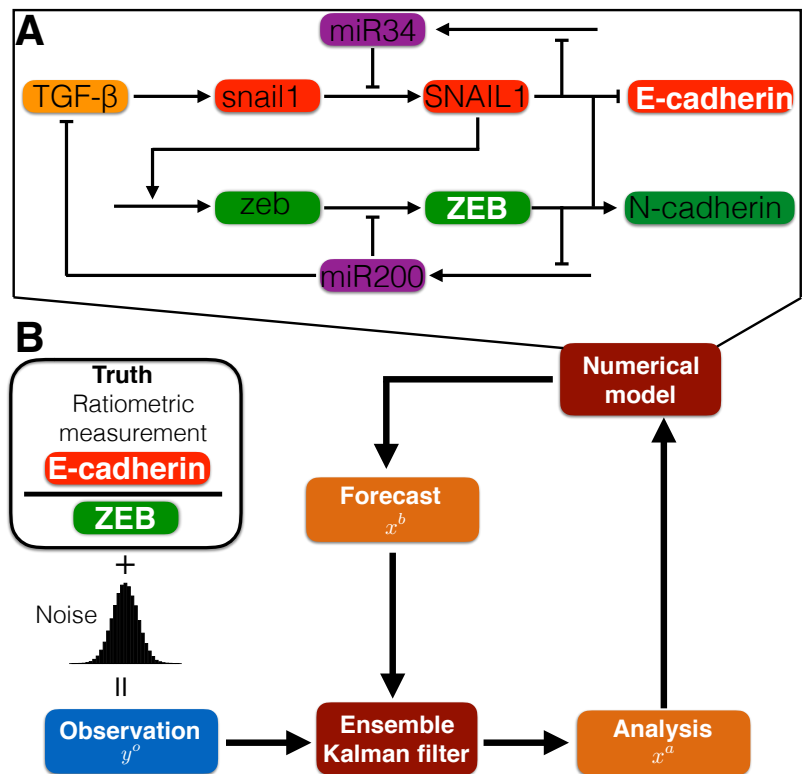 A
miR34
TGF-β
snail1
SNAIL1
E-cadherin
zeb
ZEB
N-cadherin
miR200
B
Truth
Ratiometric
measurement
E-cadherin
ZEB
+
Noise
=
Observation
y^o
Numerical
model
Forecast
x^b
Ensemble
Kalman filter
Analysis
x^a